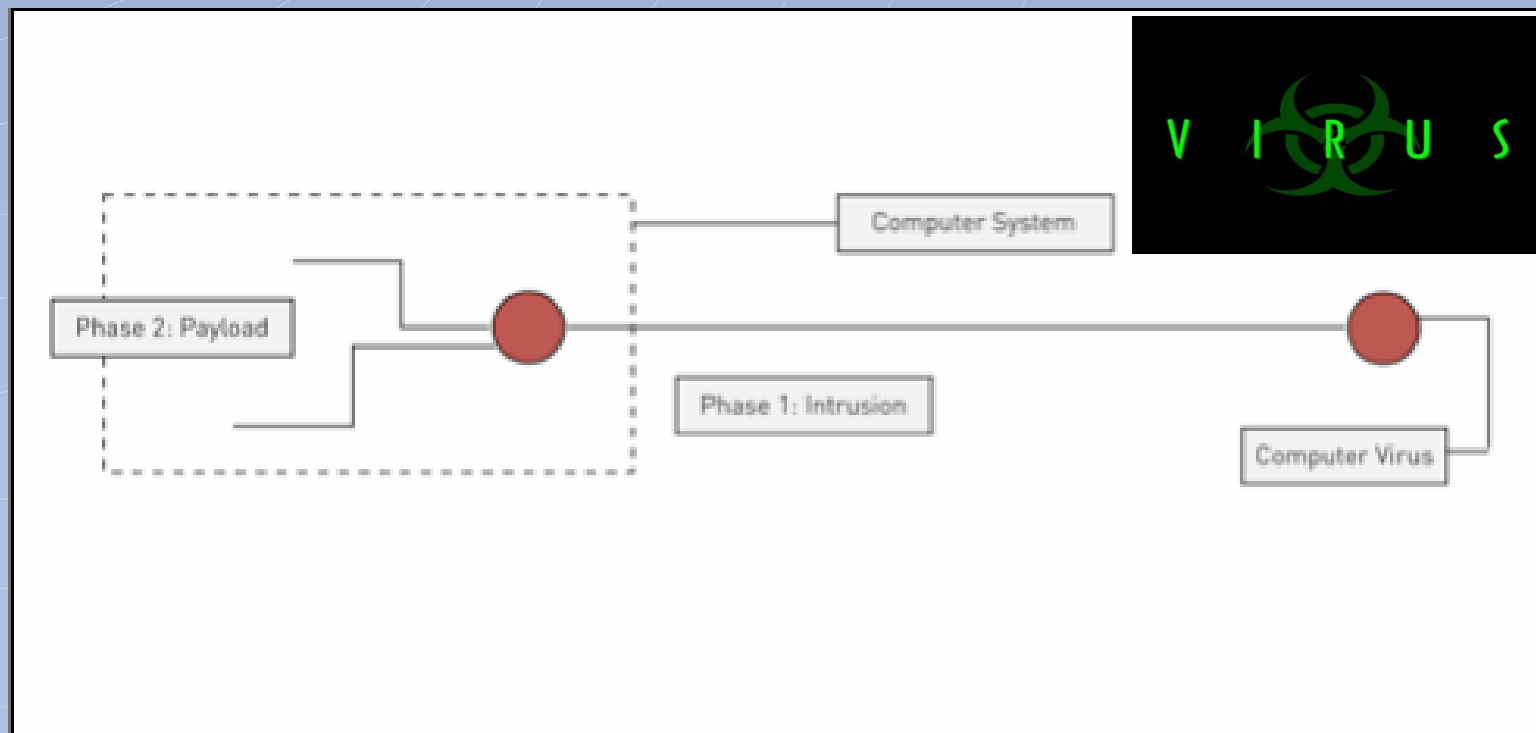 V I R U S
Computer System
Phase 2: Payload
Phase 1: Intrusion
Computer Virus